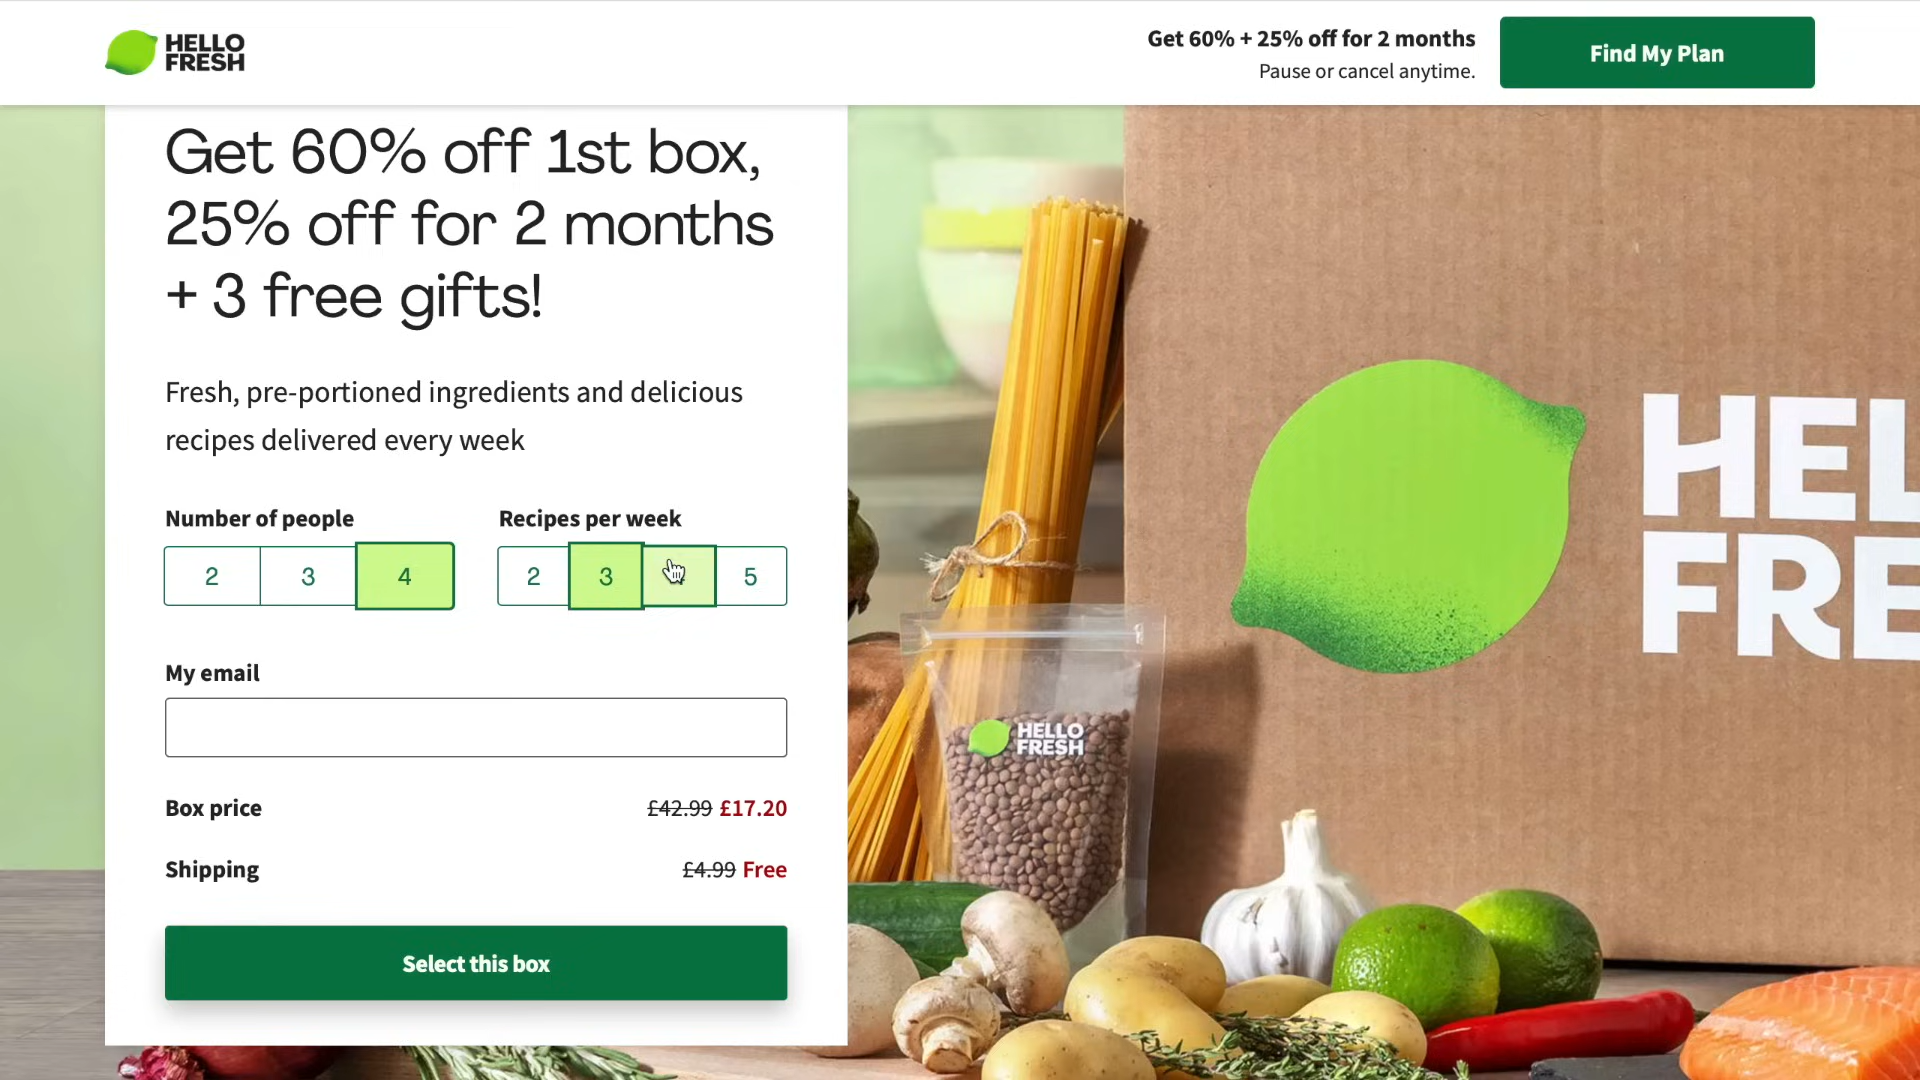 HELLO
FRESH
Get 60% + 25% off for 2 months
Pause or cancel anytime.
Find My Plan
Get 60% off 1st box,
25% off for 2 months
+ 3 free gifts!
Fresh, pre-portioned ingredients and delicious
recipes delivered every week
Number of people
2 3 4
Recipes per week
2 3 5
My email
Box price £42.99 £17.20
Shipping £4.99 Free
Select this box
HELLO
FRESH
HEL
FRE